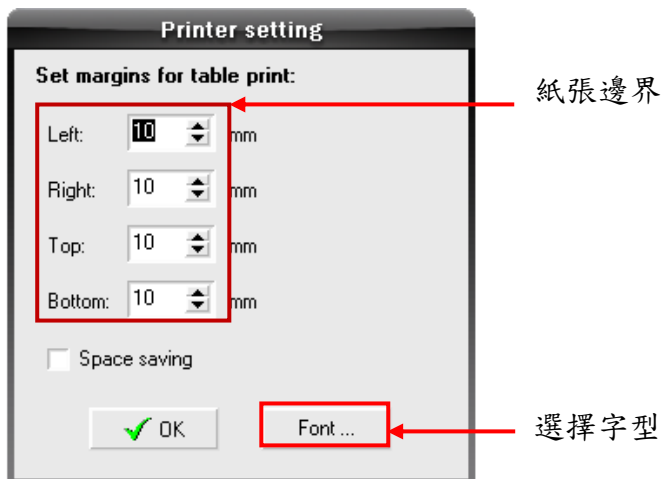 Printer setting
Set margins for table print:
紙張邊界
Left: 10 mm
Right: 10 mm
Top: 10 mm
Bottom: 10 mm
Space saving
OK
Font ...
選擇字型